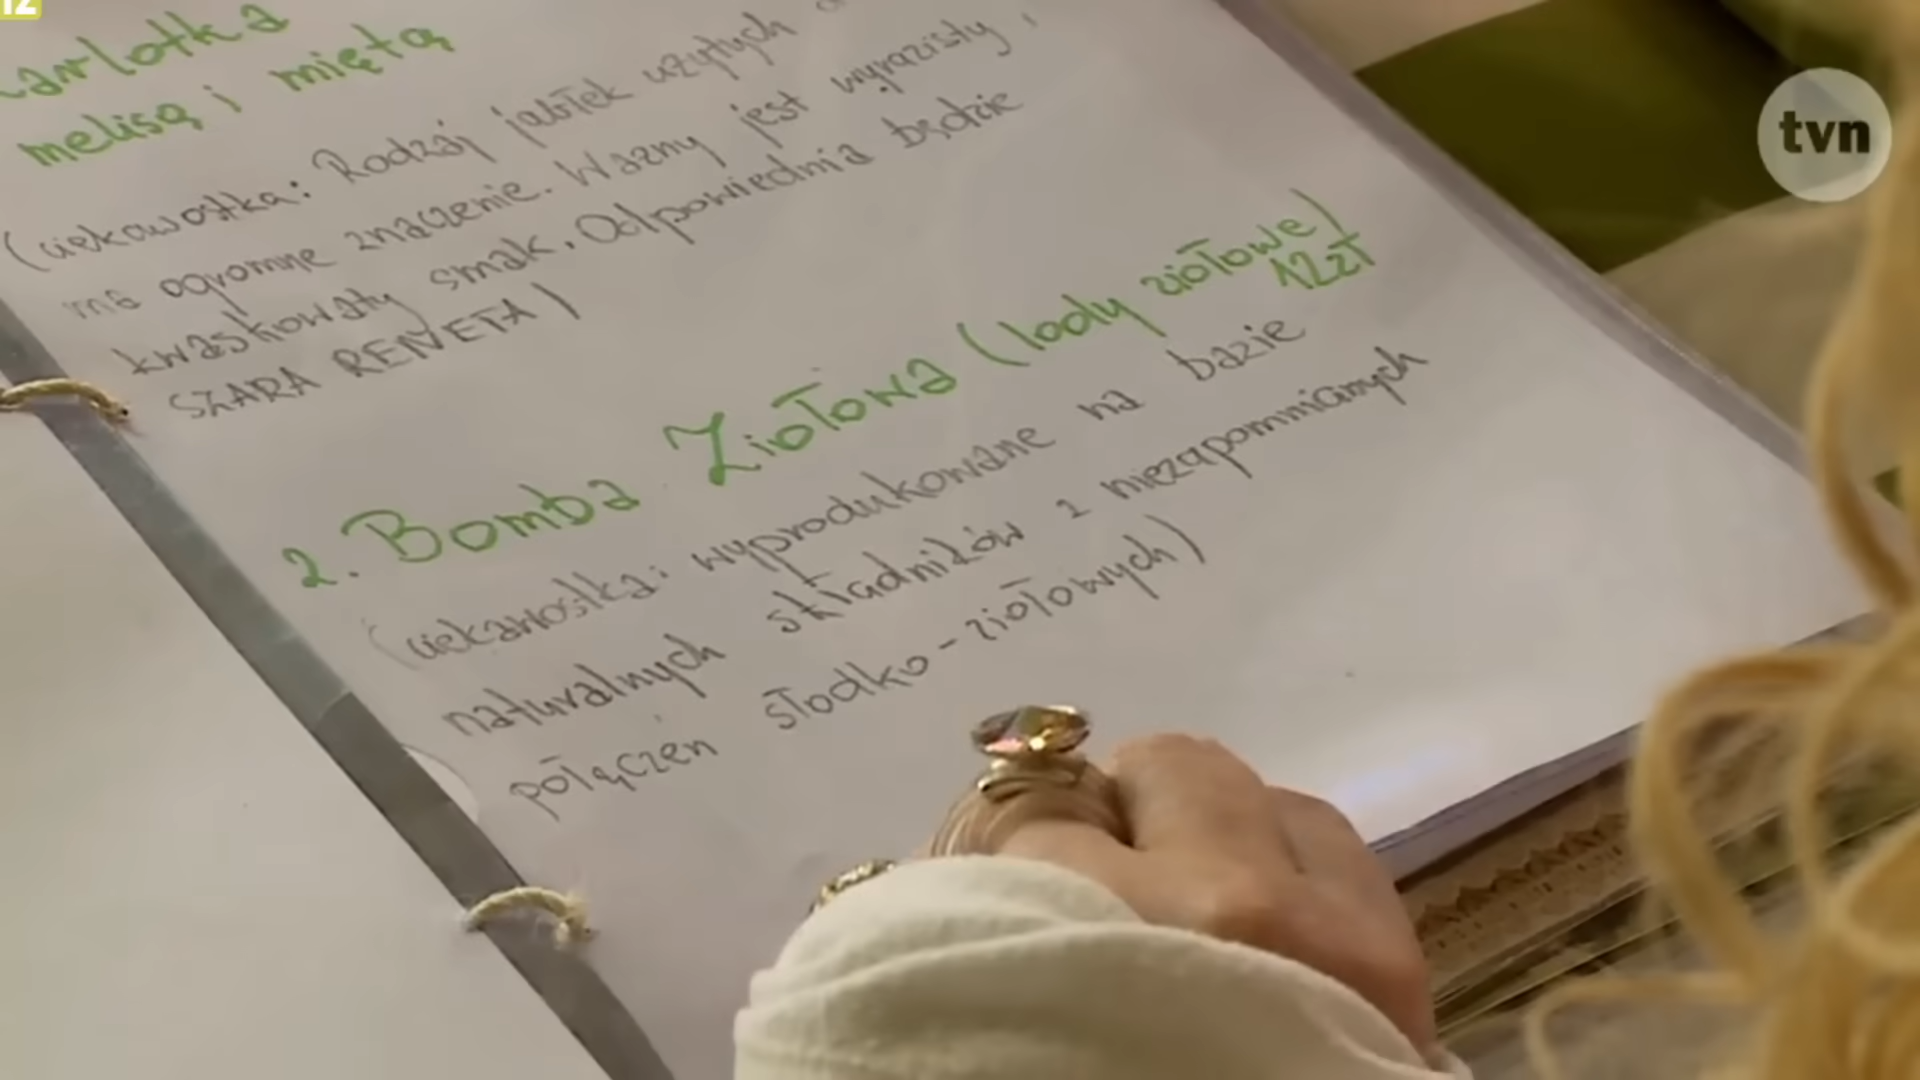 12
melisą i miętą
(ciekawostka: Rodzaj jabłek użytych
ma ogromne znaczenie. Ważny jest wyrazisty i
kwaskowaty smak. Odpowiednia będzie
SZARA RENETA)
2. Bomba Ziołowa (lody ziołowe)
12zł
(ciekawostka: wyprodukowane na bazie
naturalnych składników z niezapomnianych
połączeń słodko-ziołowych)
tvn